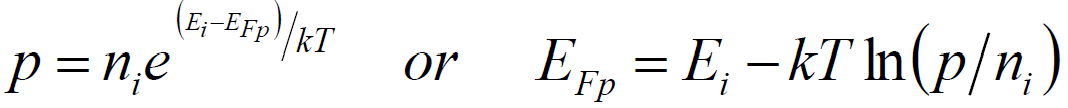 p = n_i e^{(E_i − E_{Fp})/kT} or E_{Fp} = E_i − kT ln(p/n_i)